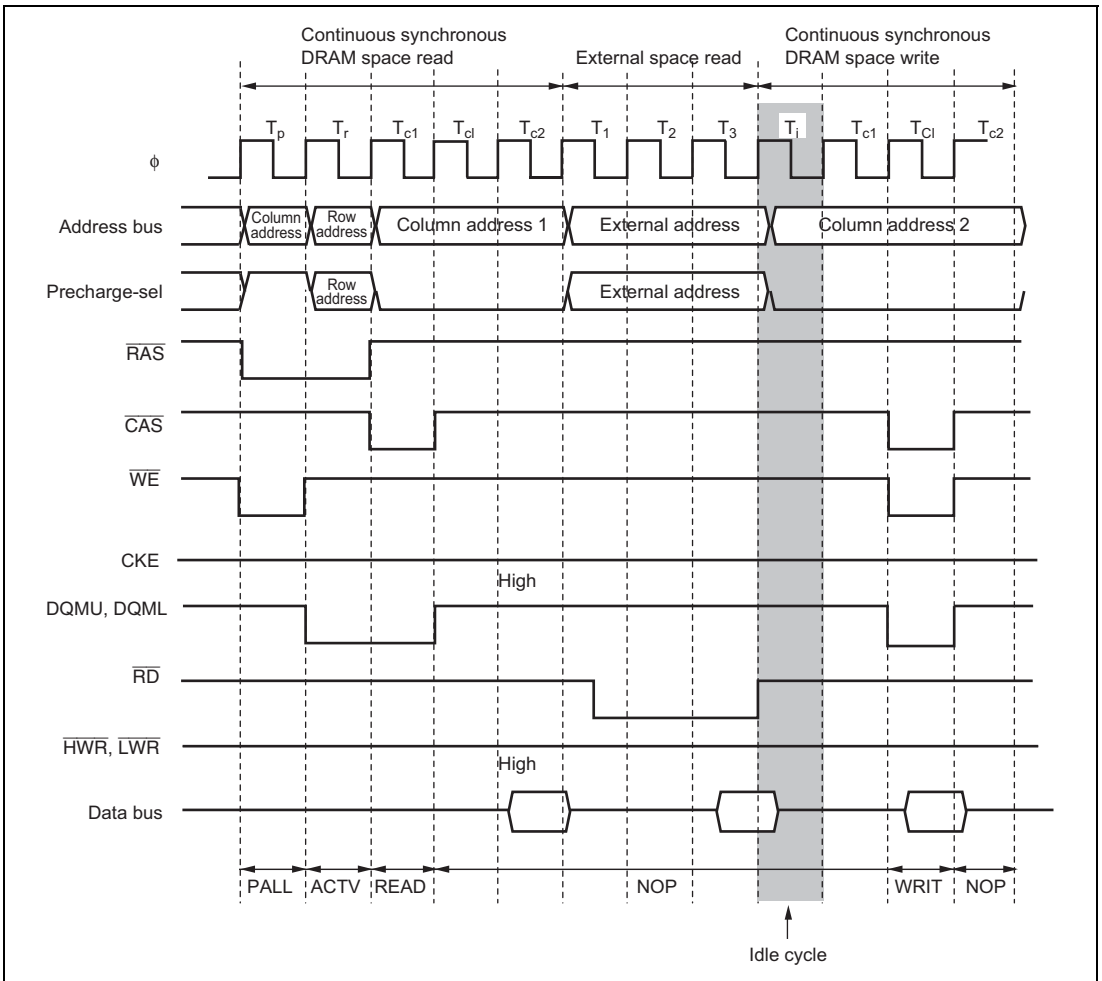 Continuous synchronous
DRAM space read
External space read
Continuous synchronous
DRAM space write
Tp
Tr
Tc1
Tcl
Tc2
T1
T2
T3
Ti
Tc1
TCl
Tc2
ϕ
Address bus
Column
address
Row
address
Column address 1
External address
Column address 2
Precharge-sel
Row
address
External address
RAS
CAS
WE
CKE
High
DQMU, DQML
RD
HWR, LWR
High
Data bus
PALL
ACTV
READ
NOP
WRIT
NOP
Idle cycle